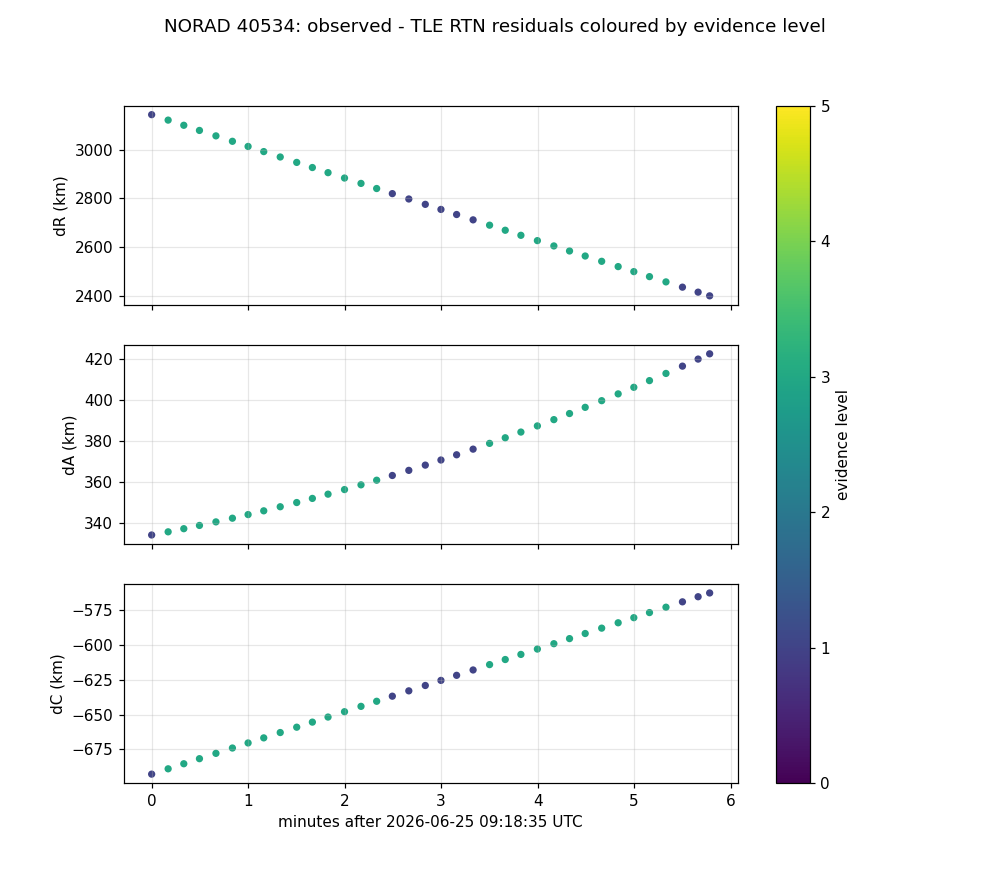 NORAD 40534: observed - TLE RTN residuals coloured by evidence level
dR (km)
3000
2800
2600
2400
dA (km)
420
400
380
360
340
dC (km)
−575
−600
−625
−650
−675
0 1 2 3 4 5 6
minutes after 2026-06-25 09:18:35 UTC
5
4
3
2
1
0
evidence level